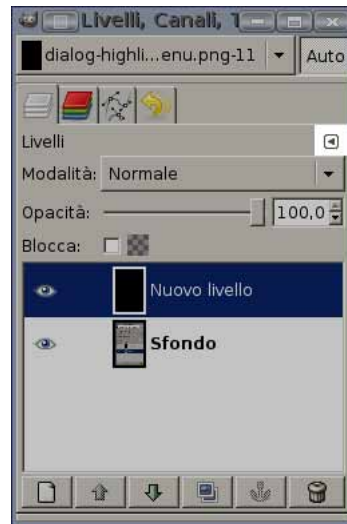 Livelli, Canali, T
dialog-highli...enu.png-11
Auto
Livelli
Modalità: Normale
Opacità: 100,0
Blocca:
Nuovo livello
Sfondo